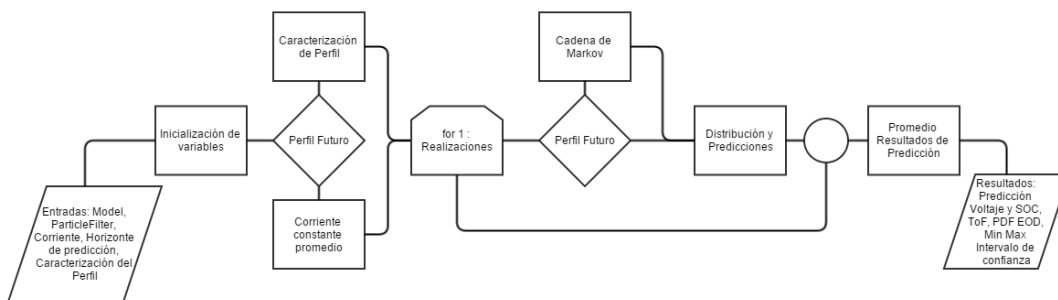 Entradas: Model,
ParticleFilter,
Corriente, Horizonte
de predicción,
Caracterización del
Perfil
Inicialización de
variables
Caracterización
de Perfil
Perfil Futuro
Corriente
constante
promedio
for 1 :
Realizaciones
Cadena de
Markov
Perfil Futuro
Distribución y
Predicciones
Promedio
Resultados de
Predicción
Resultados:
Predicción
Voltaje y SOC,
ToF, PDF EOD,
Min Max
Intervalo de
confianza